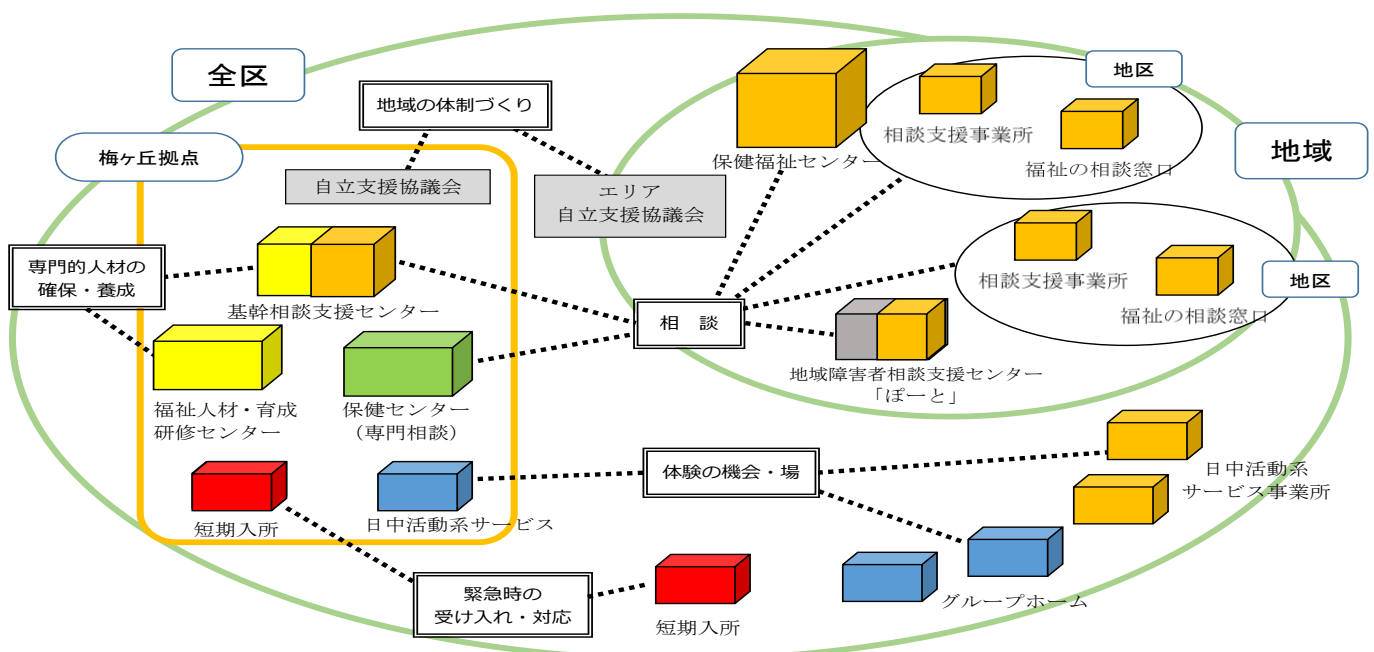 全区
地域の体制づくり
梅ヶ丘拠点
自立支援協議会
エリア
自立支援協議会
保健福祉センター
地区
相談支援事業所
福祉の相談窓口
地域
専門的人材の
確保・養成
基幹相談支援センター
相　談
相談支援事業所
福祉の相談窓口
地区
地域障害者相談支援センター
「ぽーと」
福祉人材・育成
研修センター
保健センター
（専門相談）
体験の機会・場
日中活動系
サービス事業所
短期入所
日中活動系サービス
緊急時の
受け入れ・対応
短期入所
グループホーム